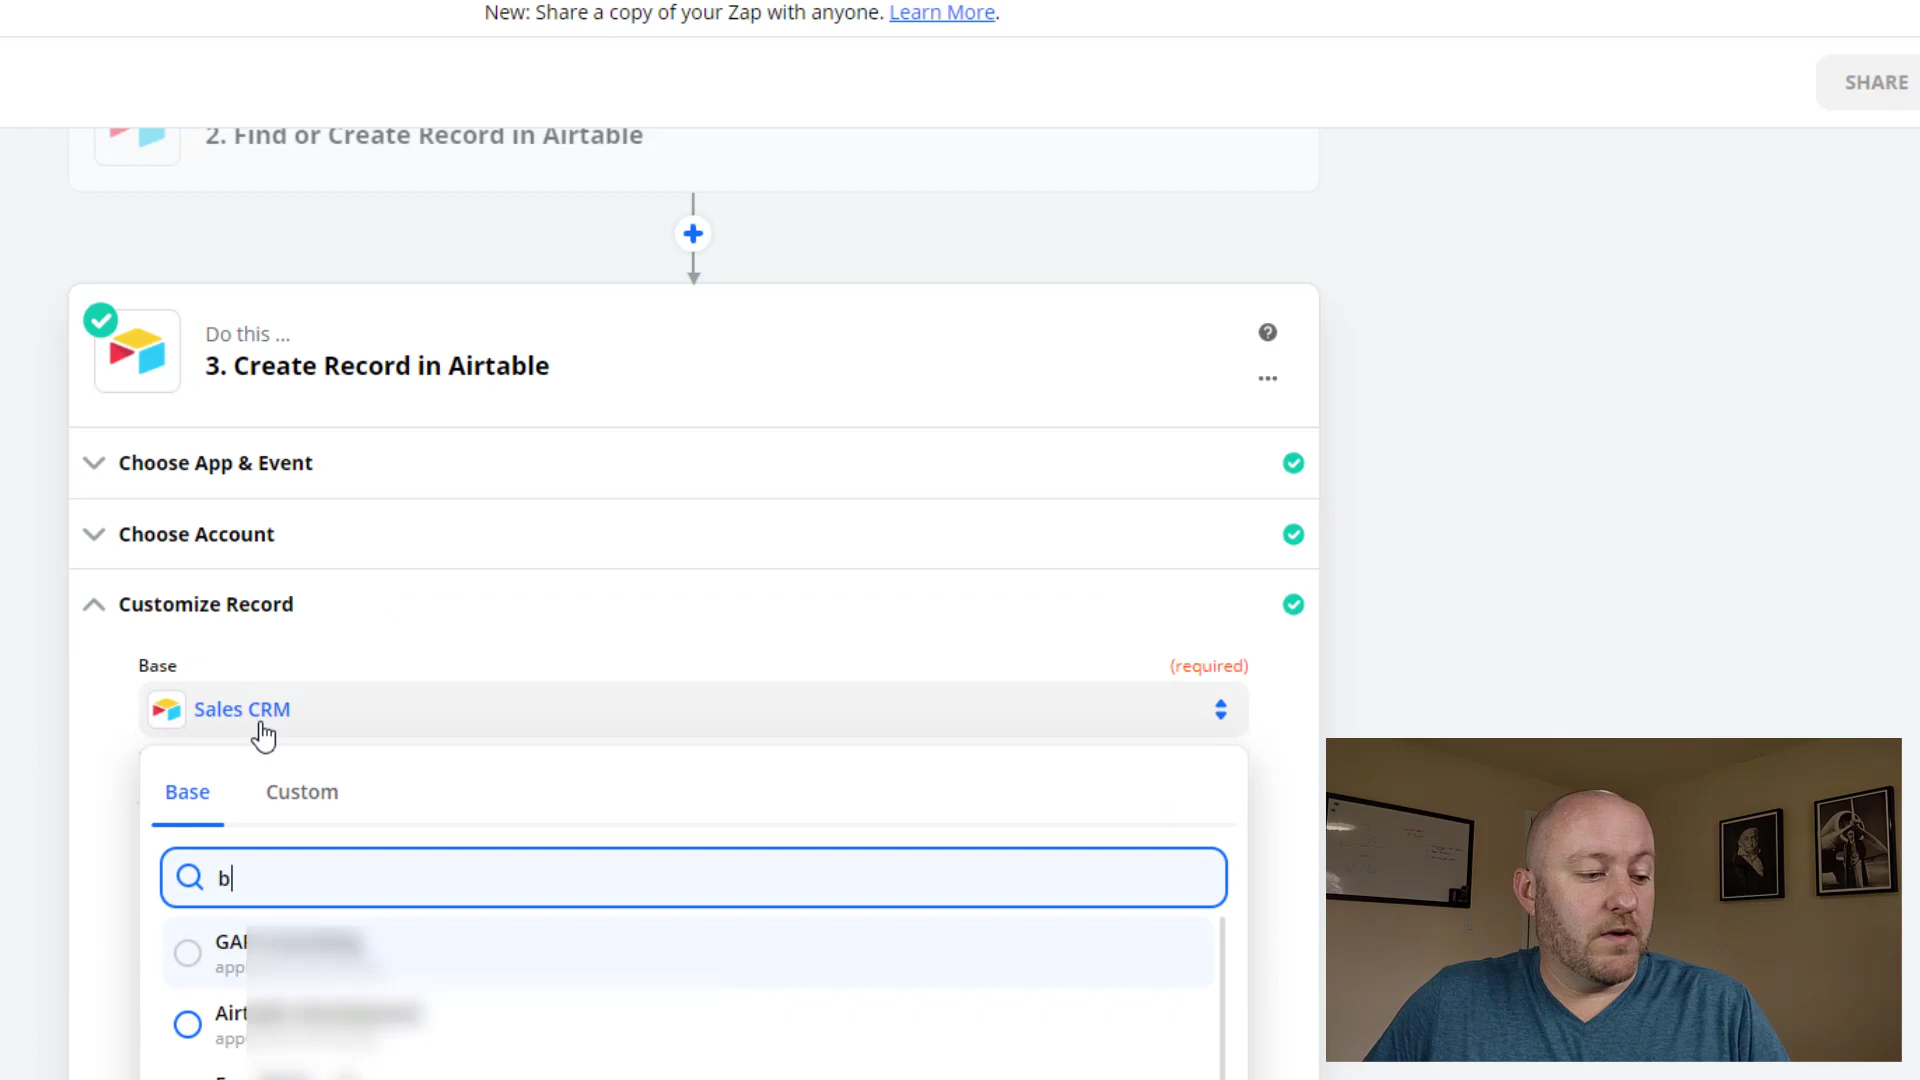 New: Share a copy of your Zap with anyone. Learn More.
SHARE
2. Find or Create Record in Airtable
Do this ...
3. Create Record in Airtable
Choose App & Event
Choose Account
Customize Record
Base (required)
Sales CRM
Base Custom
b